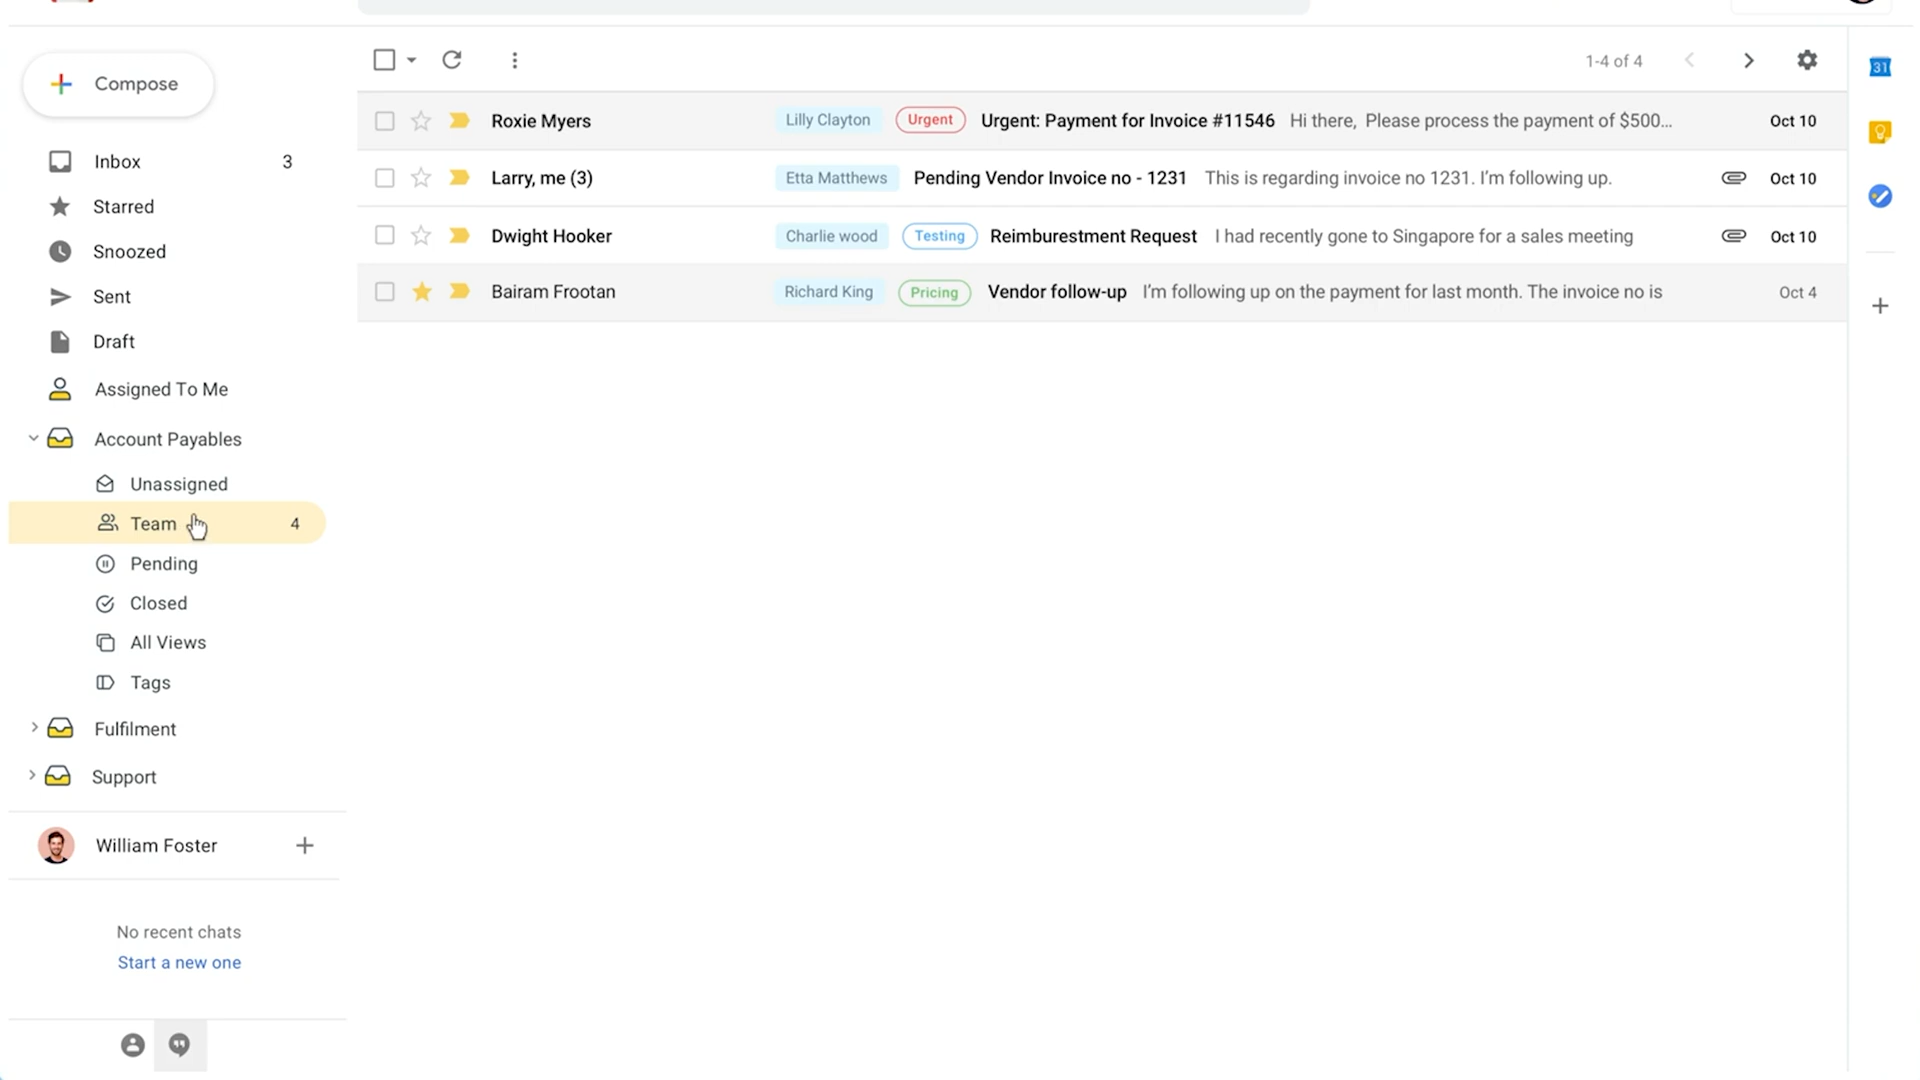 Compose
1-4 of 4
31
Roxie Myers Lilly Clayton Urgent Urgent: Payment for Invoice #11546 Hi there, Please process the payment of $500... Oct 10
Larry, me (3) Etta Matthews Pending Vendor Invoice no - 1231 This is regarding invoice no 1231. I'm following up. Oct 10
Dwight Hooker Charlie wood Testing Reimburestment Request I had recently gone to Singapore for a sales meeting Oct 10
Bairam Frootan Richard King Pricing Vendor follow-up I'm following up on the payment for last month. The invoice no is Oct 4
Inbox 3
Starred
Snoozed
Sent
Draft
Assigned To Me
Account Payables
Unassigned
Team 4
Pending
Closed
All Views
Tags
Fulfilment
Support
William Foster
No recent chats
Start a new one